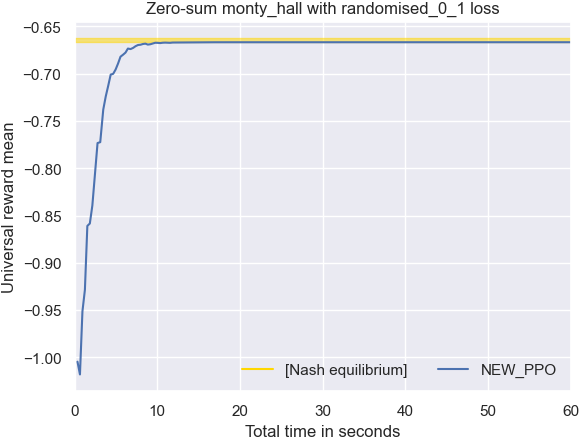 Zero-sum monty_hall with randomised_0_1 loss
Universal reward mean
−0.65
−0.70
−0.75
−0.80
−0.85
−0.90
−0.95
−1.00
[Nash equilibrium]
NEW_PPO
0 10 20 30 40 50 60
Total time in seconds